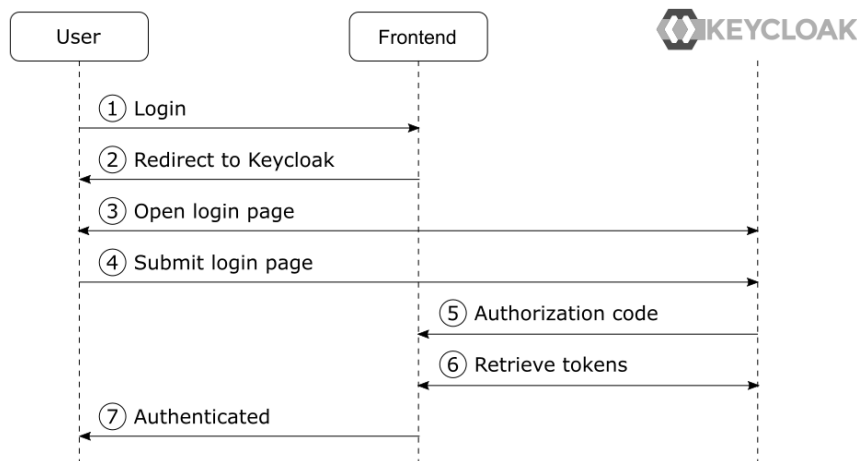 User
Frontend
KEYCLOAK
1 Login
2 Redirect to Keycloak
3 Open login page
4 Submit login page
5 Authorization code
6 Retrieve tokens
7 Authenticated